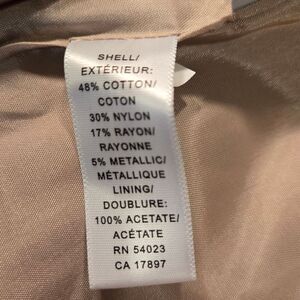 SHELL/
EXTÉRIEUR:
48% COTTON/
COTON
30% NYLON
17% RAYON/
RAYONNE
5% METALLIC/
MÉTALLIQUE
LINING/
DOUBLURE:
100% ACETATE/
ACÉTATE
RN 54023
CA 17897